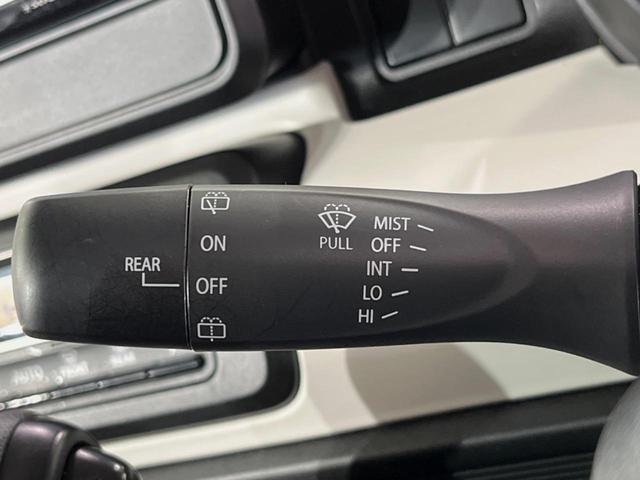 REAR
ON
OFF
PULL
MIST
OFF
INT
LO
HI